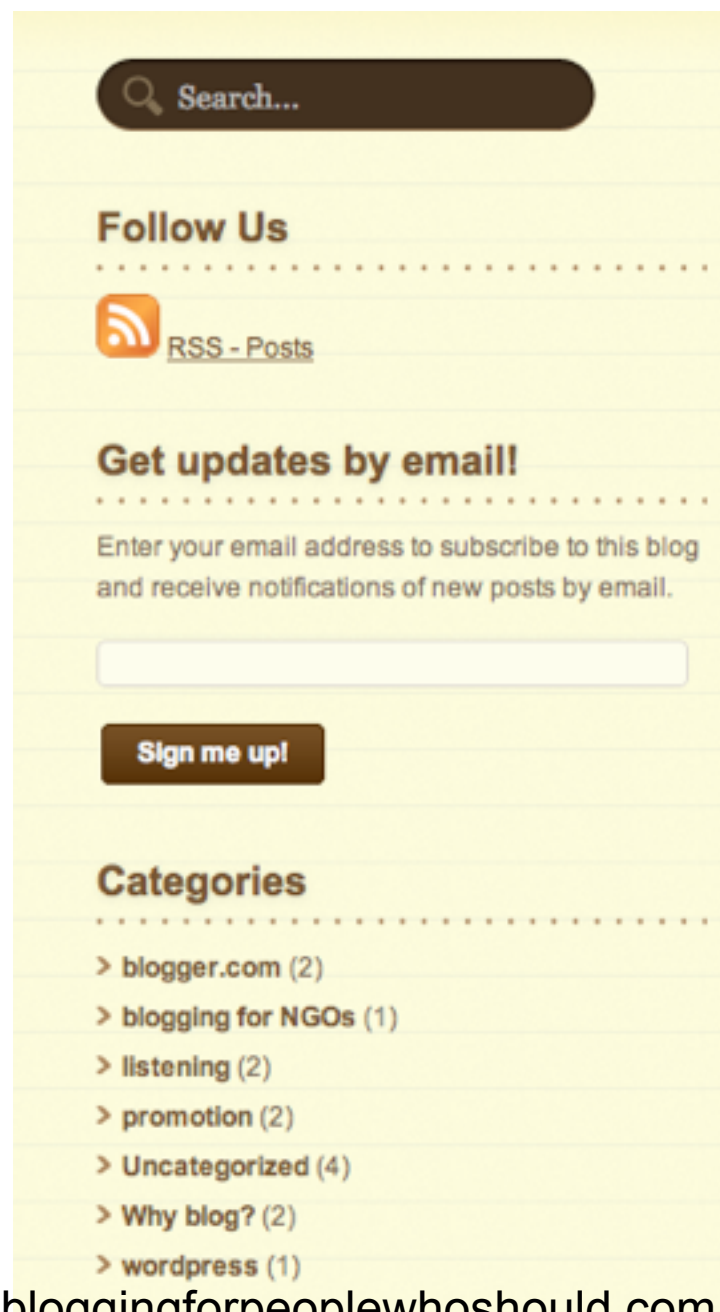 Search...
Follow Us
RSS - Posts
Get updates by email!
Enter your email address to subscribe to this blog
and receive notifications of new posts by email.
Sign me up!
Categories
> blogger.com (2)
> blogging for NGOs (1)
> listening (2)
> promotion (2)
> Uncategorized (4)
> Why blog? (2)
> wordpress (1)
bloggingforpeoplewhoshould.com